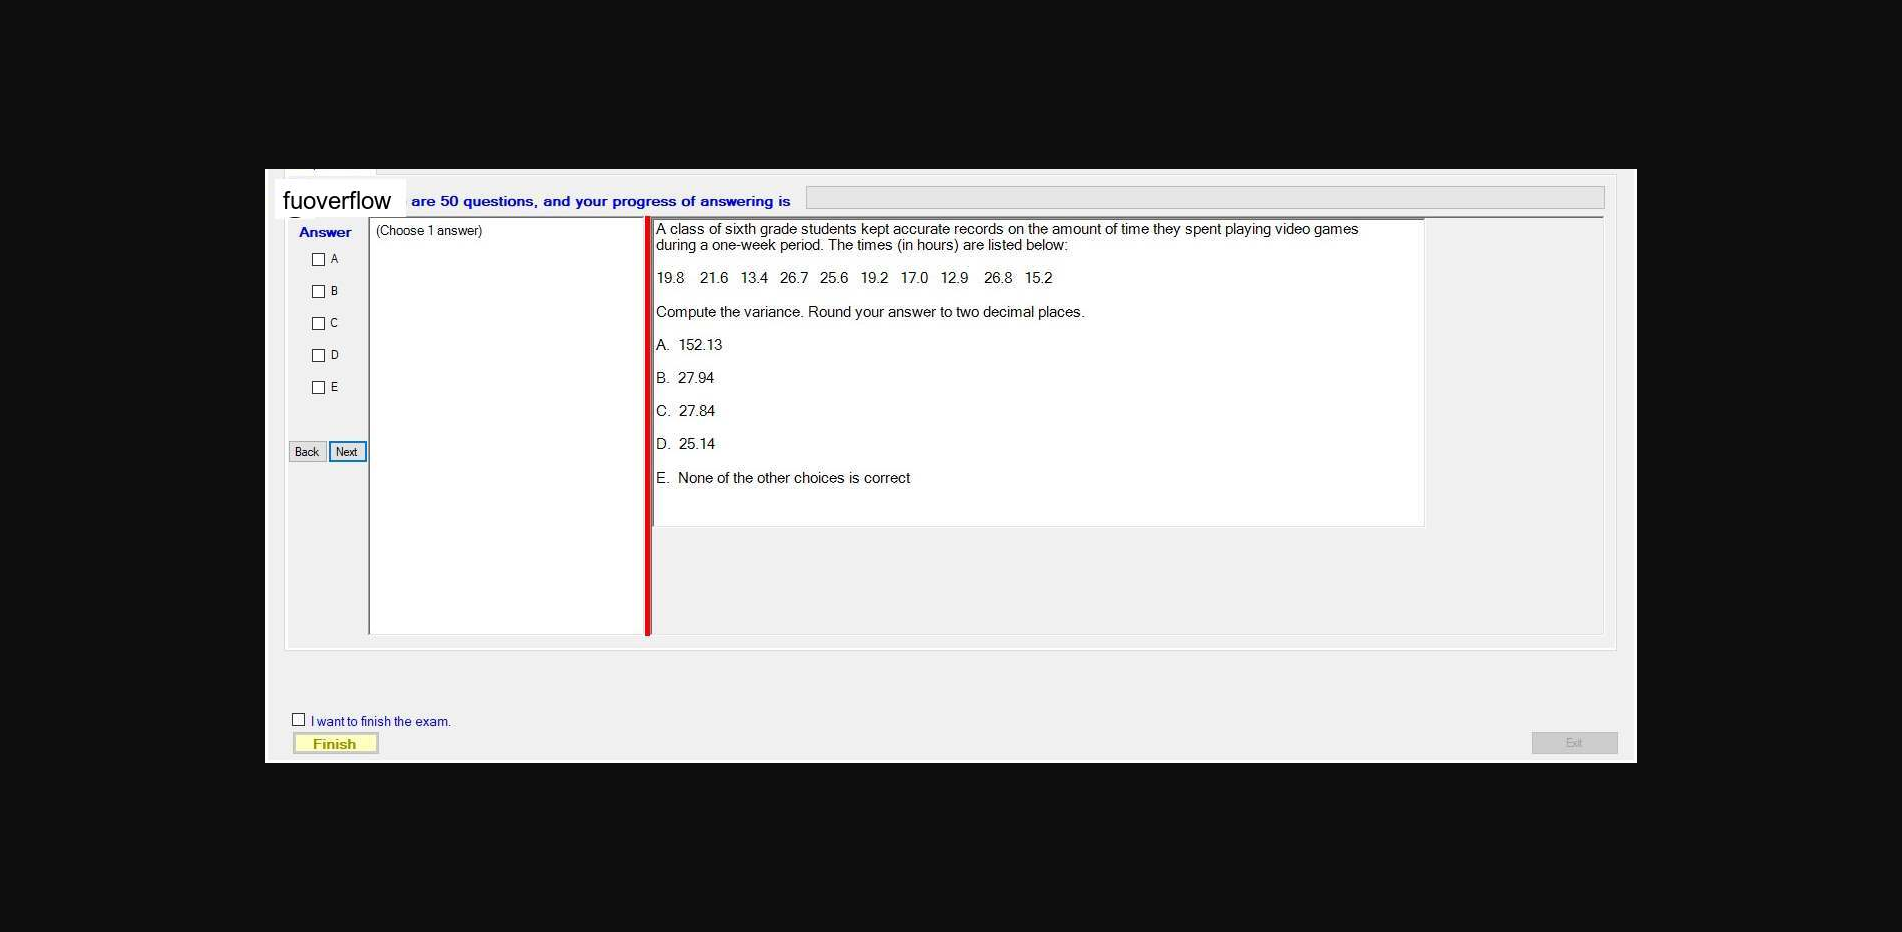 fuoverflow are 50 questions, and your progress of answering is
Answer
(Choose 1 answer)
A
B
C
D
E
Back Next
A class of sixth grade students kept accurate records on the amount of time they spent playing video games
during a one-week period. The times (in hours) are listed below:
19.8 21.6 13.4 26.7 25.6 19.2 17.0 12.9 26.8 15.2
Compute the variance. Round your answer to two decimal places.
A. 152.13
B. 27.94
C. 27.84
D. 25.14
E. None of the other choices is correct
I want to finish the exam.
Finish
Exit